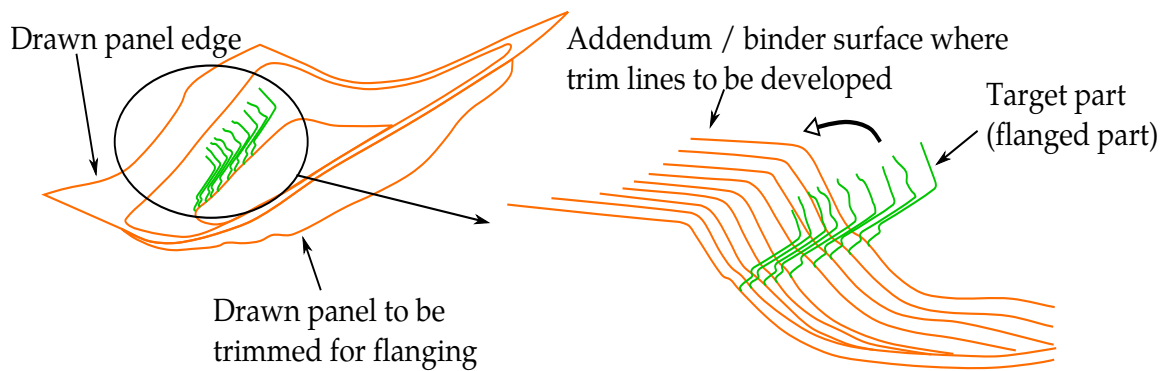 Drawn panel edge
Addendum / binder surface where
trim lines to be developed
Target part
(flanged part)
Drawn panel to be
trimmed for flanging